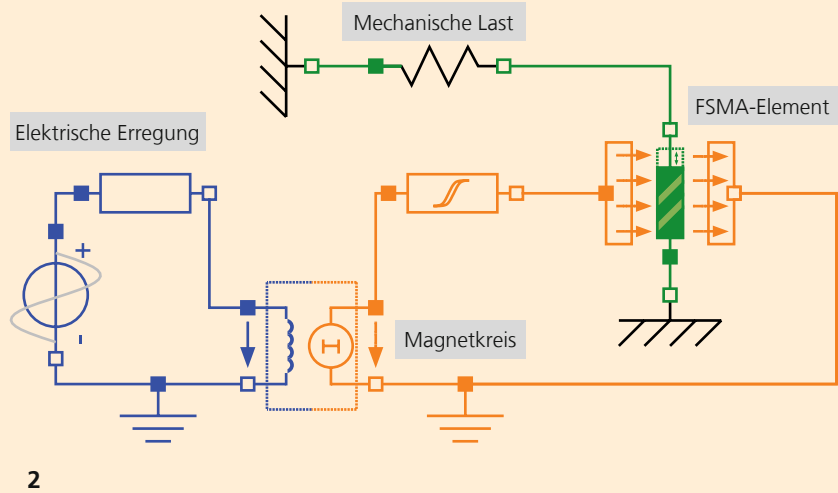 Mechanische Last
FSMA-Element
Elektrische Erregung
+
-
Magnetkreis
2